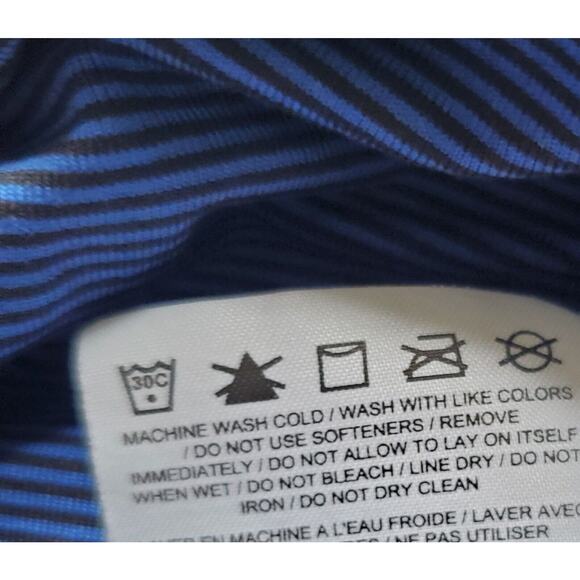 30C
MACHINE WASH COLD / WASH WITH LIKE COLORS
/ DO NOT USE SOFTENERS / REMOVE
IMMEDIATELY / DO NOT ALLOW TO LAY ON ITSELF
WHEN WET / DO NOT BLEACH / LINE DRY / DO NOT
IRON / DO NOT DRY CLEAN
EN MACHINE A L'EAU FROIDE / LAVER AVEC
/ NE PAS UTILISER